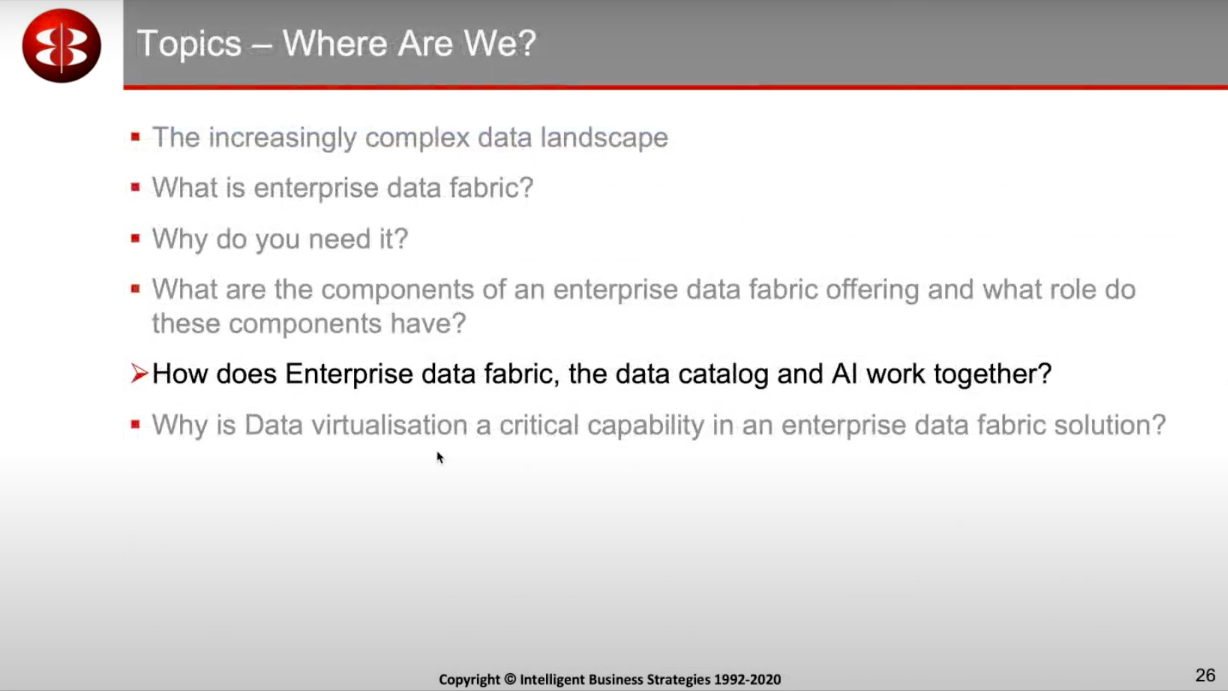 Topics – Where Are We?
▪ The increasingly complex data landscape
▪ What is enterprise data fabric?
▪ Why do you need it?
▪ What are the components of an enterprise data fabric offering and what role do
these components have?
➢How does Enterprise data fabric, the data catalog and AI work together?
▪ Why is Data virtualisation a critical capability in an enterprise data fabric solution?
Copyright © Intelligent Business Strategies 1992-2020
26